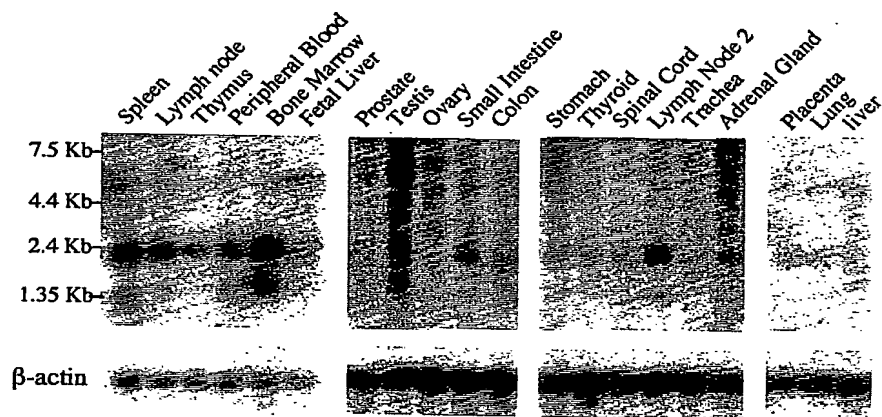 Spleen
Lymph node
Thymus
Peripheral Blood
Bone Marrow
Fetal Liver
Prostate
Testis
Ovary
Small Intestine
Colon
Stomach
Thyroid
Spinal Cord
Lymph Node 2
Trachea
Adrenal Gland
Placenta
Lung
liver
7.5 Kb
4.4 Kb
2.4 Kb
1.35 Kb
β-actin